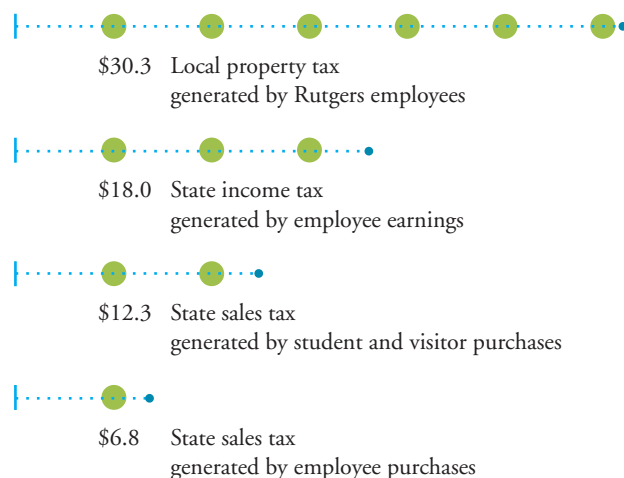 $30.3 Local property tax
generated by Rutgers employees
$18.0 State income tax
generated by employee earnings
$12.3 State sales tax
generated by student and visitor purchases
$6.8 State sales tax
generated by employee purchases